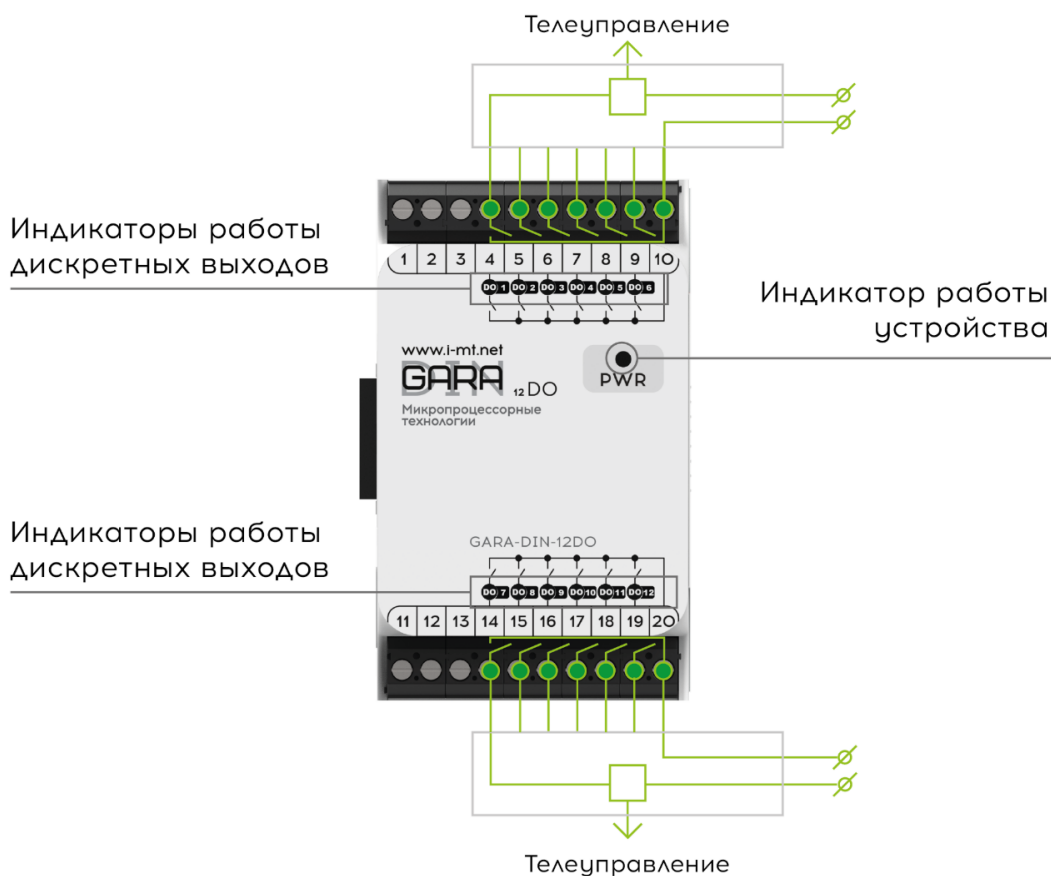 Телеуправление
Индикаторы работы
дискретных выходов
1 2 3 4 5 6 7 8 9 10
DO 1 DO 2 DO 3 DO 4 DO 5 DO 6
Индикатор работы
устройства
www.i-mt.net
DIN
GARA 12 DO
PWR
Микропроцессорные
технологии
Индикаторы работы
дискретных выходов
GARA-DIN-12DO
DO 7 DO 8 DO 9 DO 10 DO 11 DO 12
11 12 13 14 15 16 17 18 19 20
Телеуправление